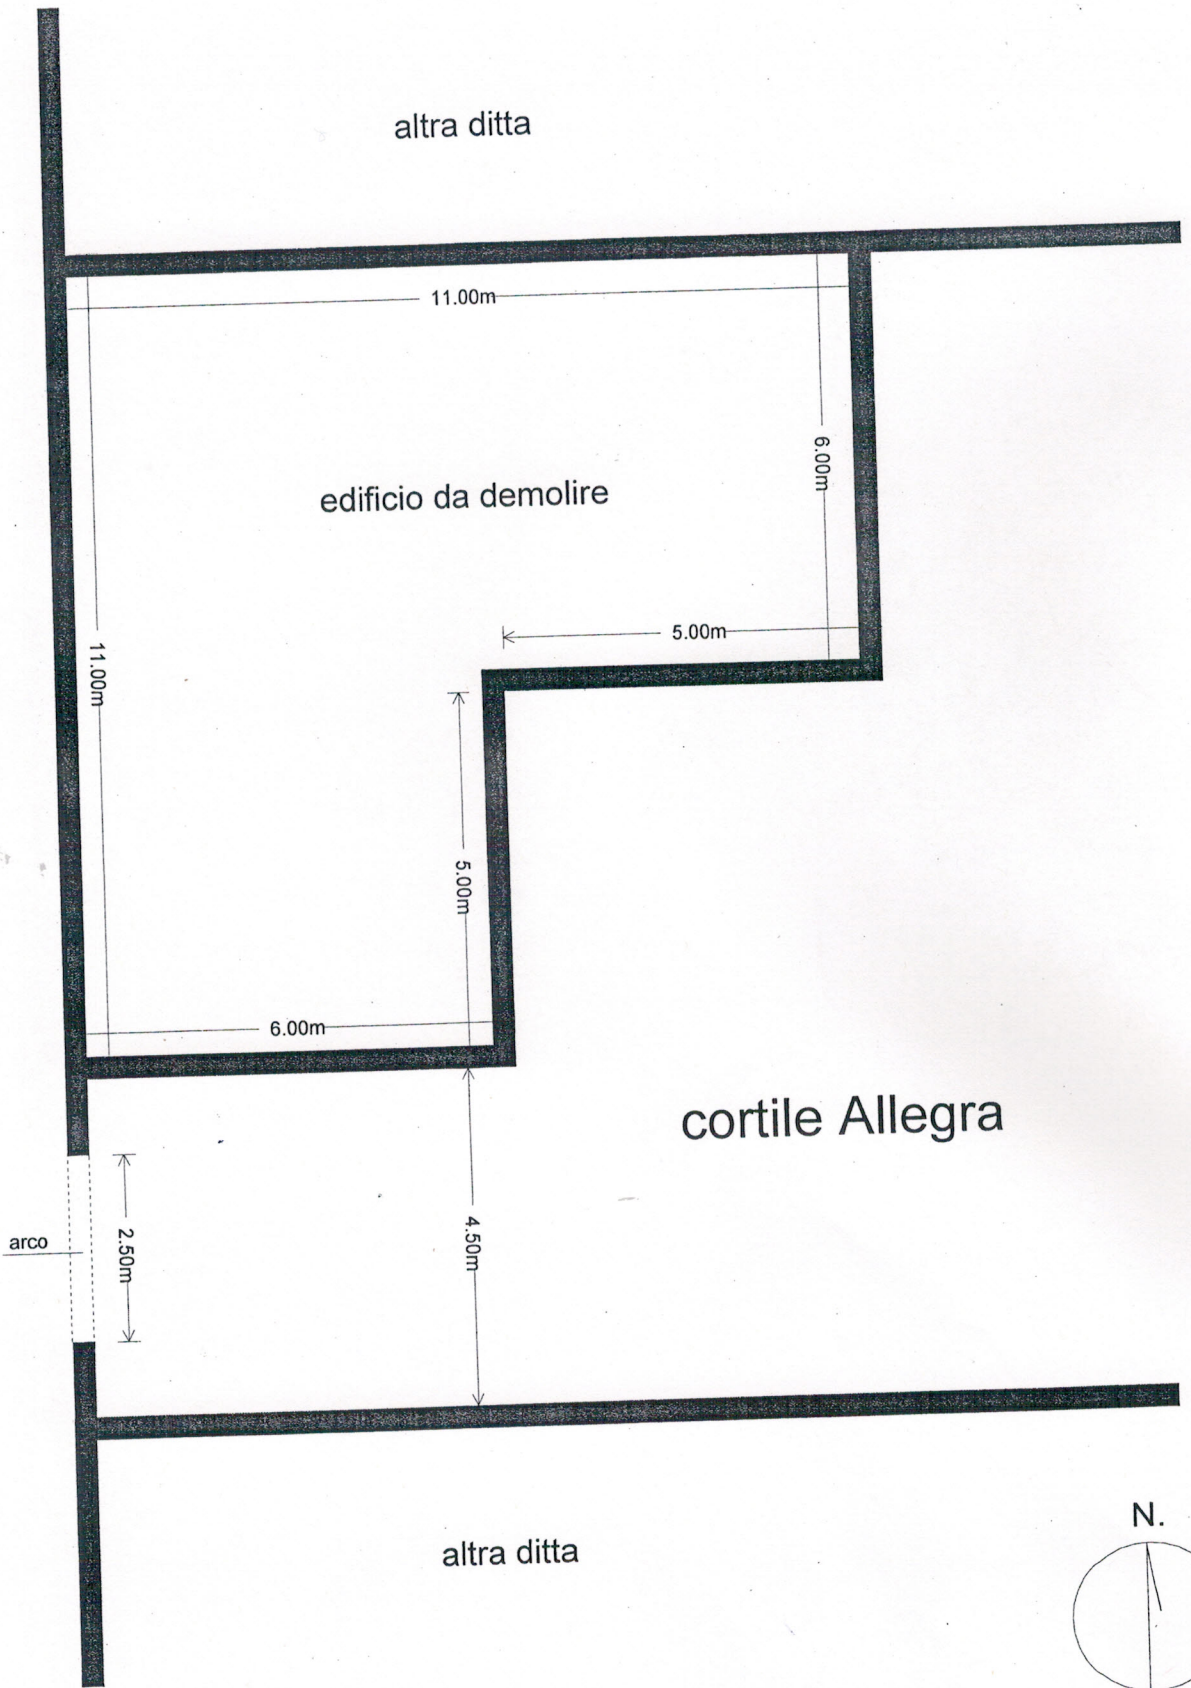 altra ditta
11.00m
6.00m
edificio da demolire
5.00m
11.00m
5.00m
6.00m
cortile Allegra
4.50m
arco
2.50m
N.
altra ditta